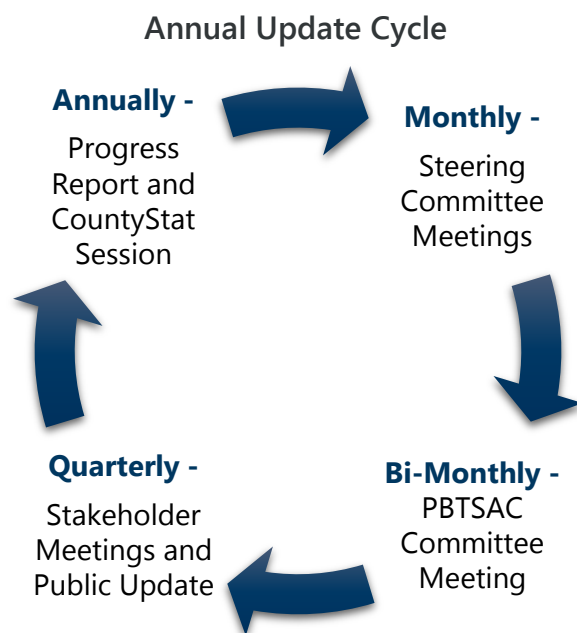 Annual Update Cycle
Annually -
Progress
Report and
CountyStat
Session
Monthly -
Steering
Committee
Meetings
Bi-Monthly -
PBTSAC
Committee
Meeting
Quarterly -
Stakeholder
Meetings and
Public Update